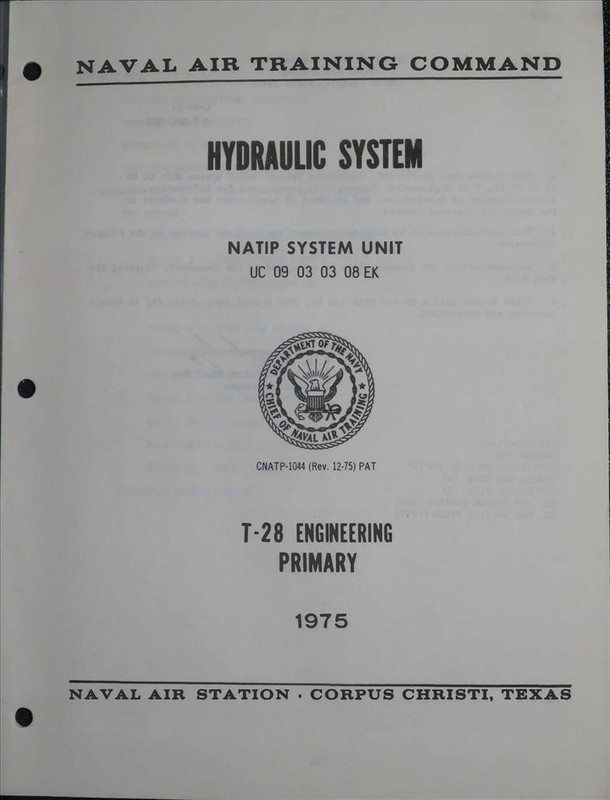 NAVAL AIR TRAINING COMMAND
HYDRAULIC SYSTEM
NATIP SYSTEM UNIT
UC 09 03 03 08 EK
DEPARTMENT OF THE NAVY
CHIEF OF NAVAL AIR TRAINING
CNATP-1044 (Rev. 12-75) PAT
T-28 ENGINEERING
PRIMARY
1975
NAVAL AIR STATION · CORPUS CHRISTI, TEXAS